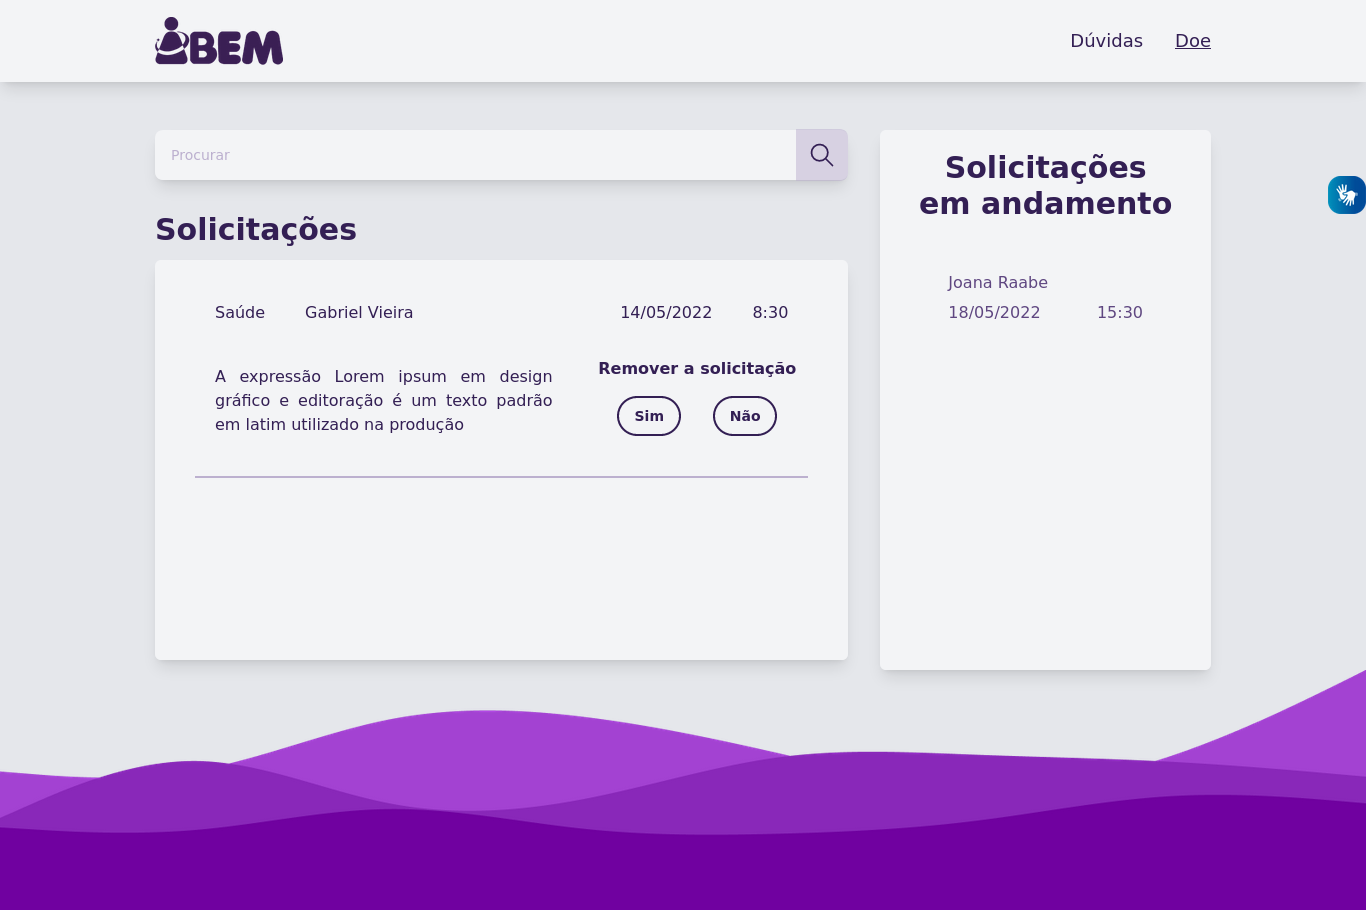 BEM
Dúvidas
Doe
Procurar
Solicitações
Saúde
Gabriel Vieira
14/05/2022
8:30
A expressão Lorem ipsum em design
gráfico e editoração é um texto padrão
em latim utilizado na produção
Remover a solicitação
Sim
Não
Solicitações
em andamento
Joana Raabe
18/05/2022
15:30